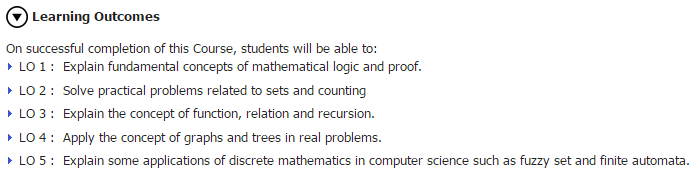 Learning Outcomes
On successful completion of this Course, students will be able to:
LO 1 : Explain fundamental concepts of mathematical logic and proof.
LO 2 : Solve practical problems related to sets and counting
LO 3 : Explain the concept of function, relation and recursion.
LO 4 : Apply the concept of graphs and trees in real problems.
LO 5 : Explain some applications of discrete mathematics in computer science such as fuzzy set and finite automata.